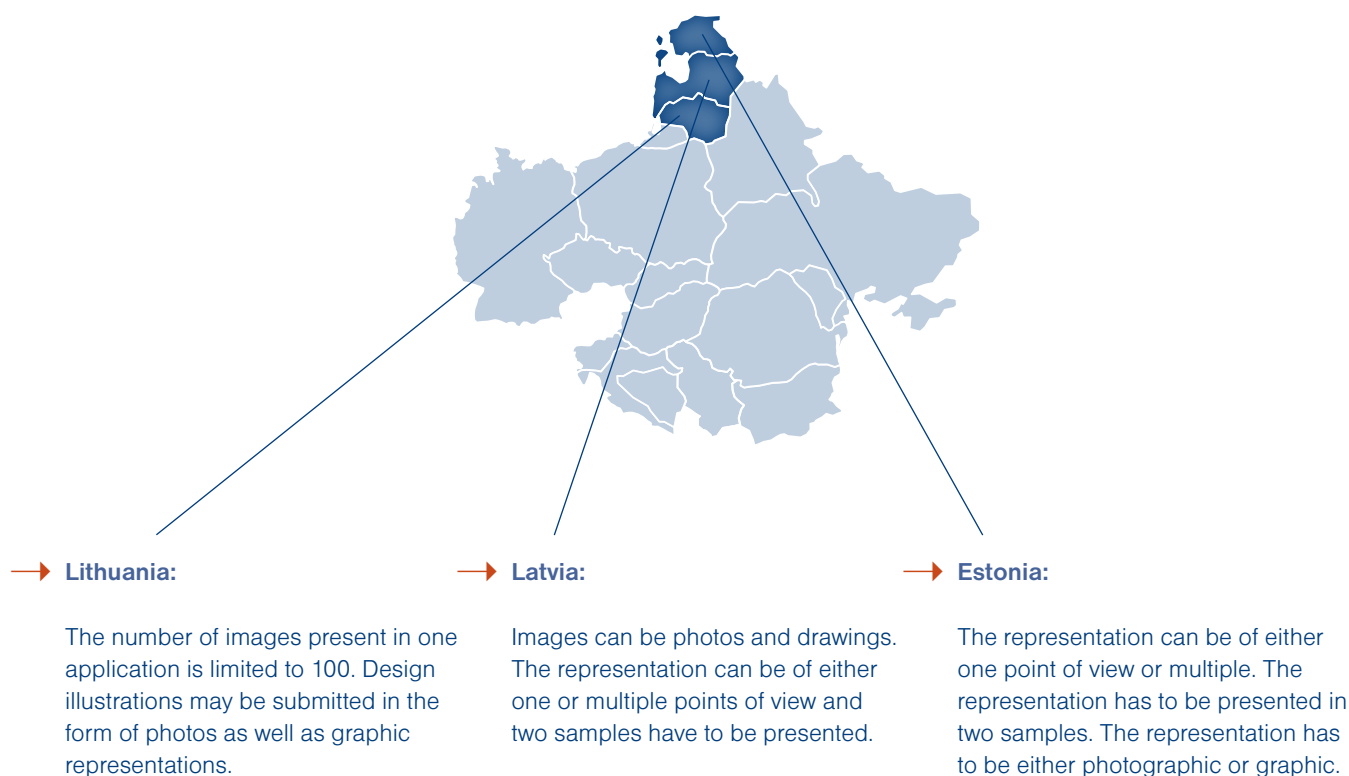 Lithuania:
The number of images present in one
application is limited to 100. Design
illustrations may be submitted in the
form of photos as well as graphic
representations.
Latvia:
Images can be photos and drawings.
The representation can be of either
one or multiple points of view and
two samples have to be presented.
Estonia:
The representation can be of either
one point of view or multiple. The
representation has to be presented in
two samples. The representation has
to be either photographic or graphic.